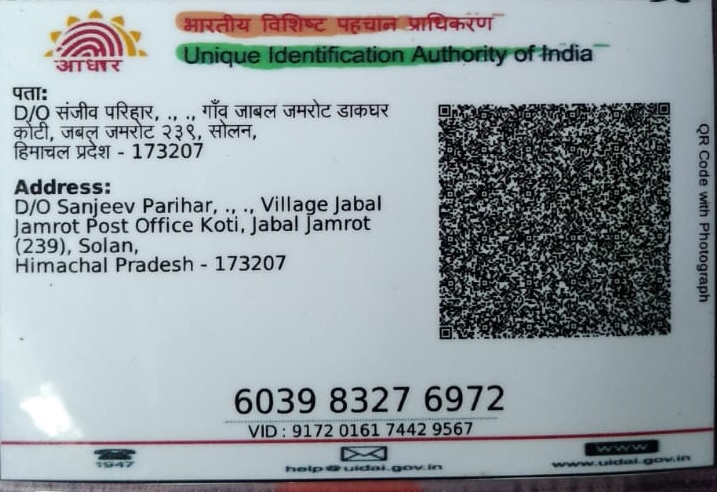 भारतीय विशिष्ट पहचान प्राधिकरण
Unique Identification Authority of India
आधार
पता:
D/O संजीव परिहार, ., ., गाँव जाबल जमरोट डाकघर
कोटी, जबल जमरोट २३९, सोलन,
हिमाचल प्रदेश - 173207
Address:
D/O Sanjeev Parihar, ., ., Village Jabal
Jamrot Post Office Koti, Jabal Jamrot
(239), Solan,
Himachal Pradesh - 173207
QR Code with Photograph
6039 8327 6972
VID : 9172 0161 7442 9567
1947
help@uidai.gov.in
www
www.uidai.gov.in